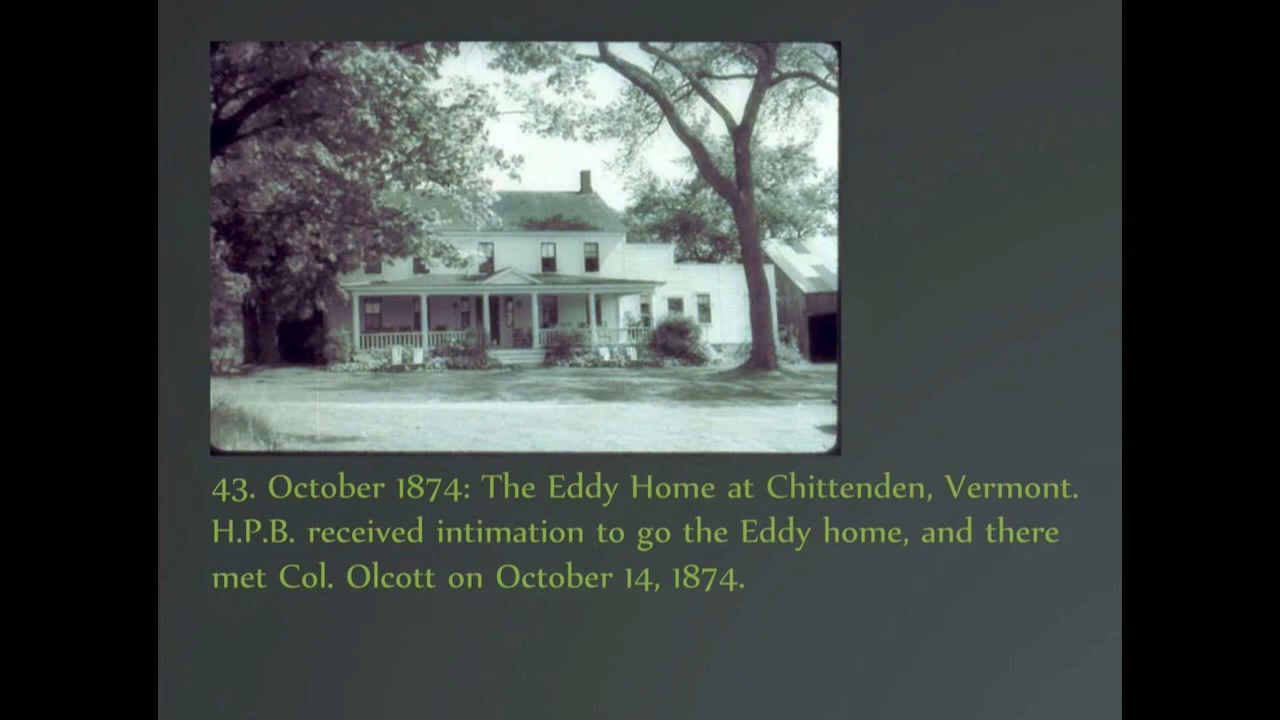 43. October 1874: The Eddy Home at Chittenden, Vermont.
H.P.B. received intimation to go the Eddy home, and there
met Col. Olcott on October 14, 1874.